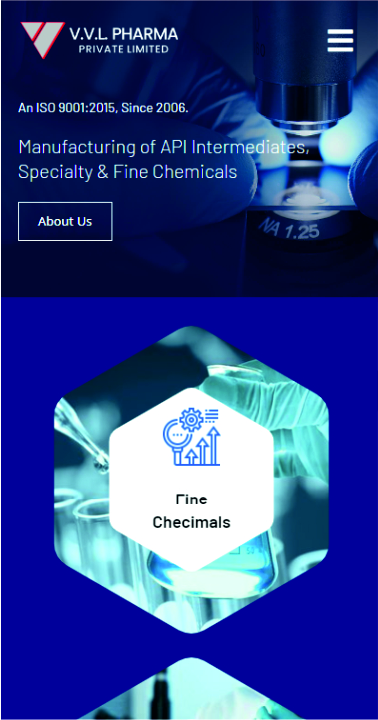 V.V.L. PHARMA
PRIVATE LIMITED
An ISO 9001:2015, Since 2006.
Manufacturing of API Intermediates,
Specialty & Fine Chemicals
About Us
NA 1.25
Fine
Checimals